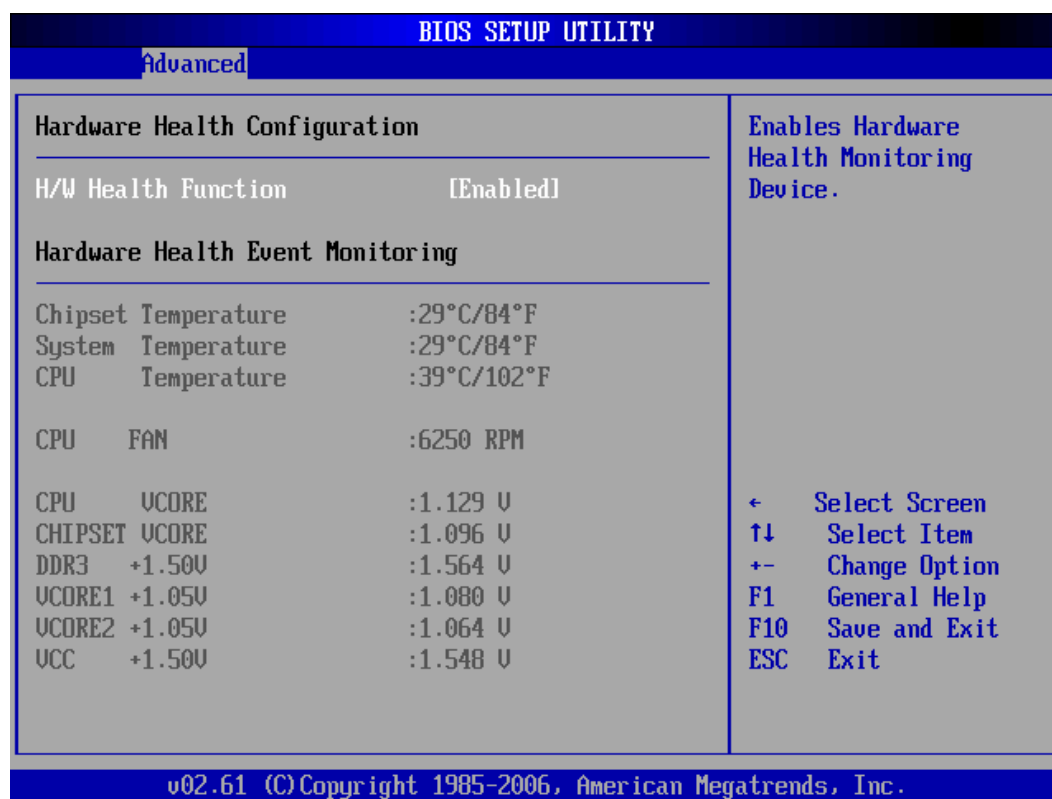 BIOS SETUP UTILITY
Advanced
Hardware Health Configuration
H/W Health Function [Enabled]
Hardware Health Event Monitoring
Chipset Temperature :29°C/84°F
System Temperature :29°C/84°F
CPU Temperature :39°C/102°F
CPU FAN :6250 RPM
CPU VCORE :1.129 V
CHIPSET VCORE :1.096 V
DDR3 +1.50V :1.564 V
VCORE1 +1.05V :1.080 V
VCORE2 +1.05V :1.064 V
VCC +1.50V :1.548 V
Enables Hardware
Health Monitoring
Device.
← Select Screen
↑↓ Select Item
+- Change Option
F1 General Help
F10 Save and Exit
ESC Exit
v02.61 (C)Copyright 1985-2006, American Megatrends, Inc.